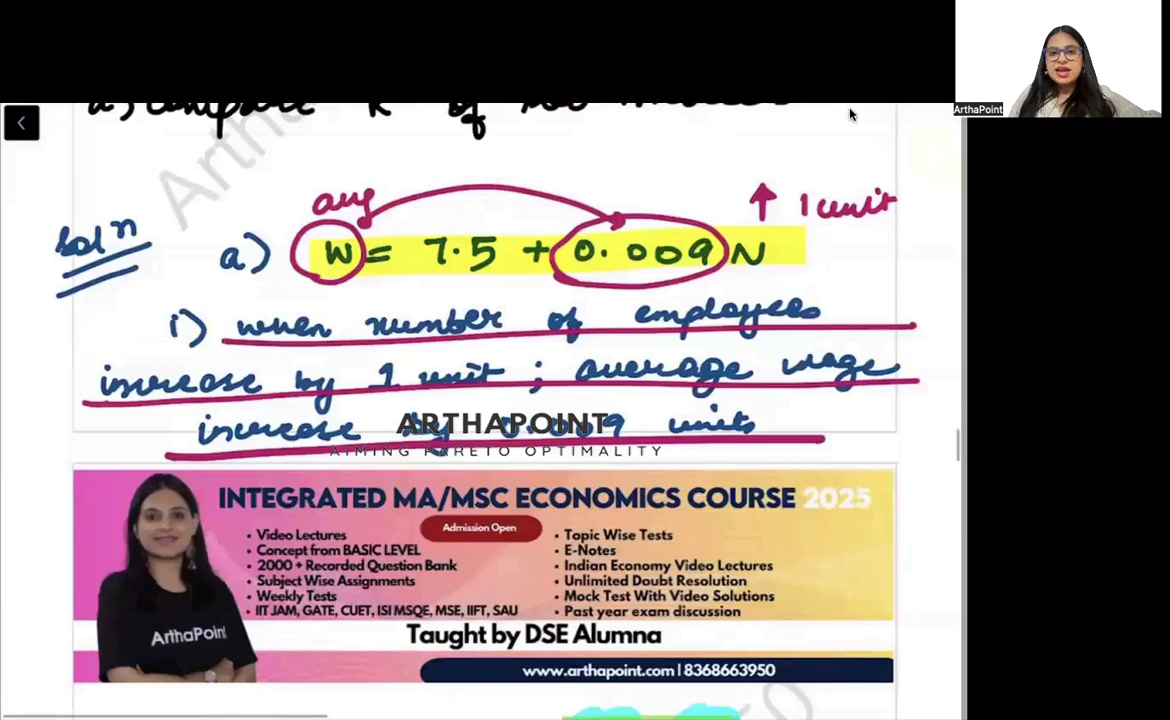 ArthaPoint
avg
↑ 1 unit
Soln
a) W = 7.5 + 0.009 N
i) when number of employees
increase by 1 unit ; average wage
increase by 0.009 units
ARTHAPOINT
AIMING PARETO OPTIMALITY
INTEGRATED MA/MSC ECONOMICS COURSE 2025
Admission Open
• Video Lectures
• Concept from BASIC LEVEL
• 2000 + Recorded Question Bank
• Subject Wise Assignments
• Weekly Tests
• IIT JAM, GATE, CUET, ISI MSQE, MSE, IIFT, SAU
• Topic Wise Tests
• E-Notes
• Indian Economy Video Lectures
• Unlimited Doubt Resolution
• Mock Test With Video Solutions
• Past year exam discussion
ArthaPoint
Taught by DSE Alumna
www.arthapoint.com | 8368663950